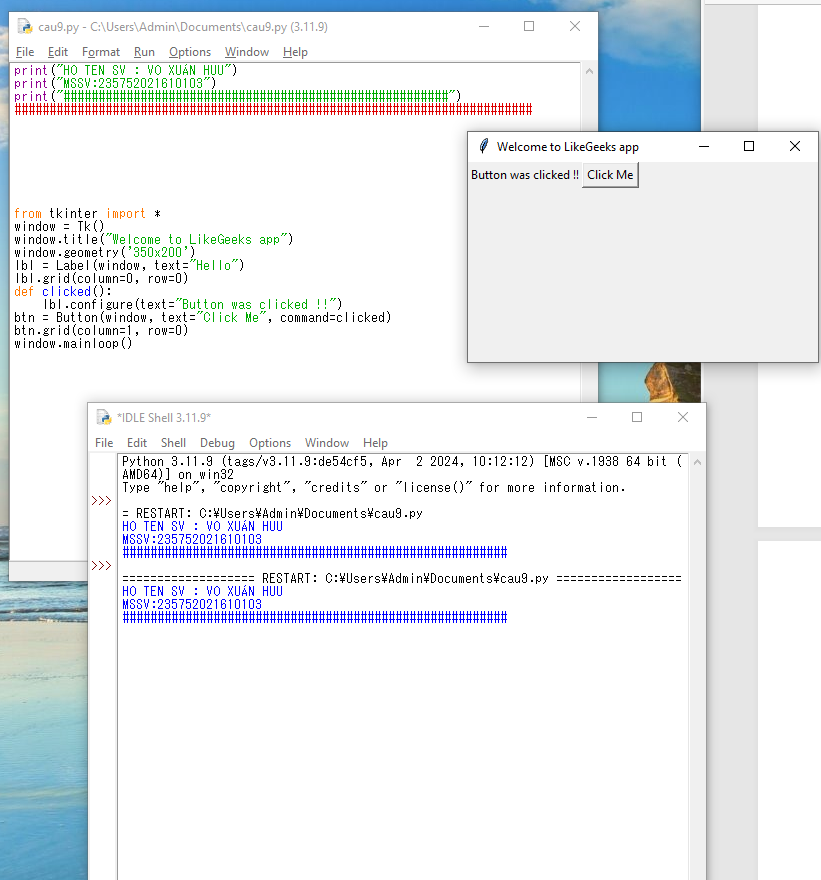 cau9.py - C:\Users\Admin\Documents\cau9.py (3.11.9)
File Edit Format Run Options Window Help
print("HO TEN SV : VO XUÁN HUU")
print("MSSV:235752021610103")
print("#######################################################")
##########################################################################
from tkinter import *
window = Tk()
window.title("Welcome to LikeGeeks app")
window.geometry('350x200')
lbl = Label(window, text="Hello")
lbl.grid(column=0, row=0)
def clicked():
    lbl.configure(text="Button was clicked !!")
btn = Button(window, text="Click Me", command=clicked)
btn.grid(column=1, row=0)
window.mainloop()
Welcome to LikeGeeks app
Button was clicked !! Click Me
*IDLE Shell 3.11.9*
File Edit Shell Debug Options Window Help
Python 3.11.9 (tags/v3.11.9:de54cf5, Apr  2 2024, 10:12:12) [MSC v.1938 64 bit (
AMD64)] on win32
Type "help", "copyright", "credits" or "license()" for more information.
>>>
= RESTART: C:¥Users¥Admin¥Documents¥cau9.py
HO TEN SV : VO XUÁN HUU
MSSV:235752021610103
#######################################################
>>>
=================== RESTART: C:¥Users¥Admin¥Documents¥cau9.py ==================
HO TEN SV : VO XUÁN HUU
MSSV:235752021610103
#######################################################